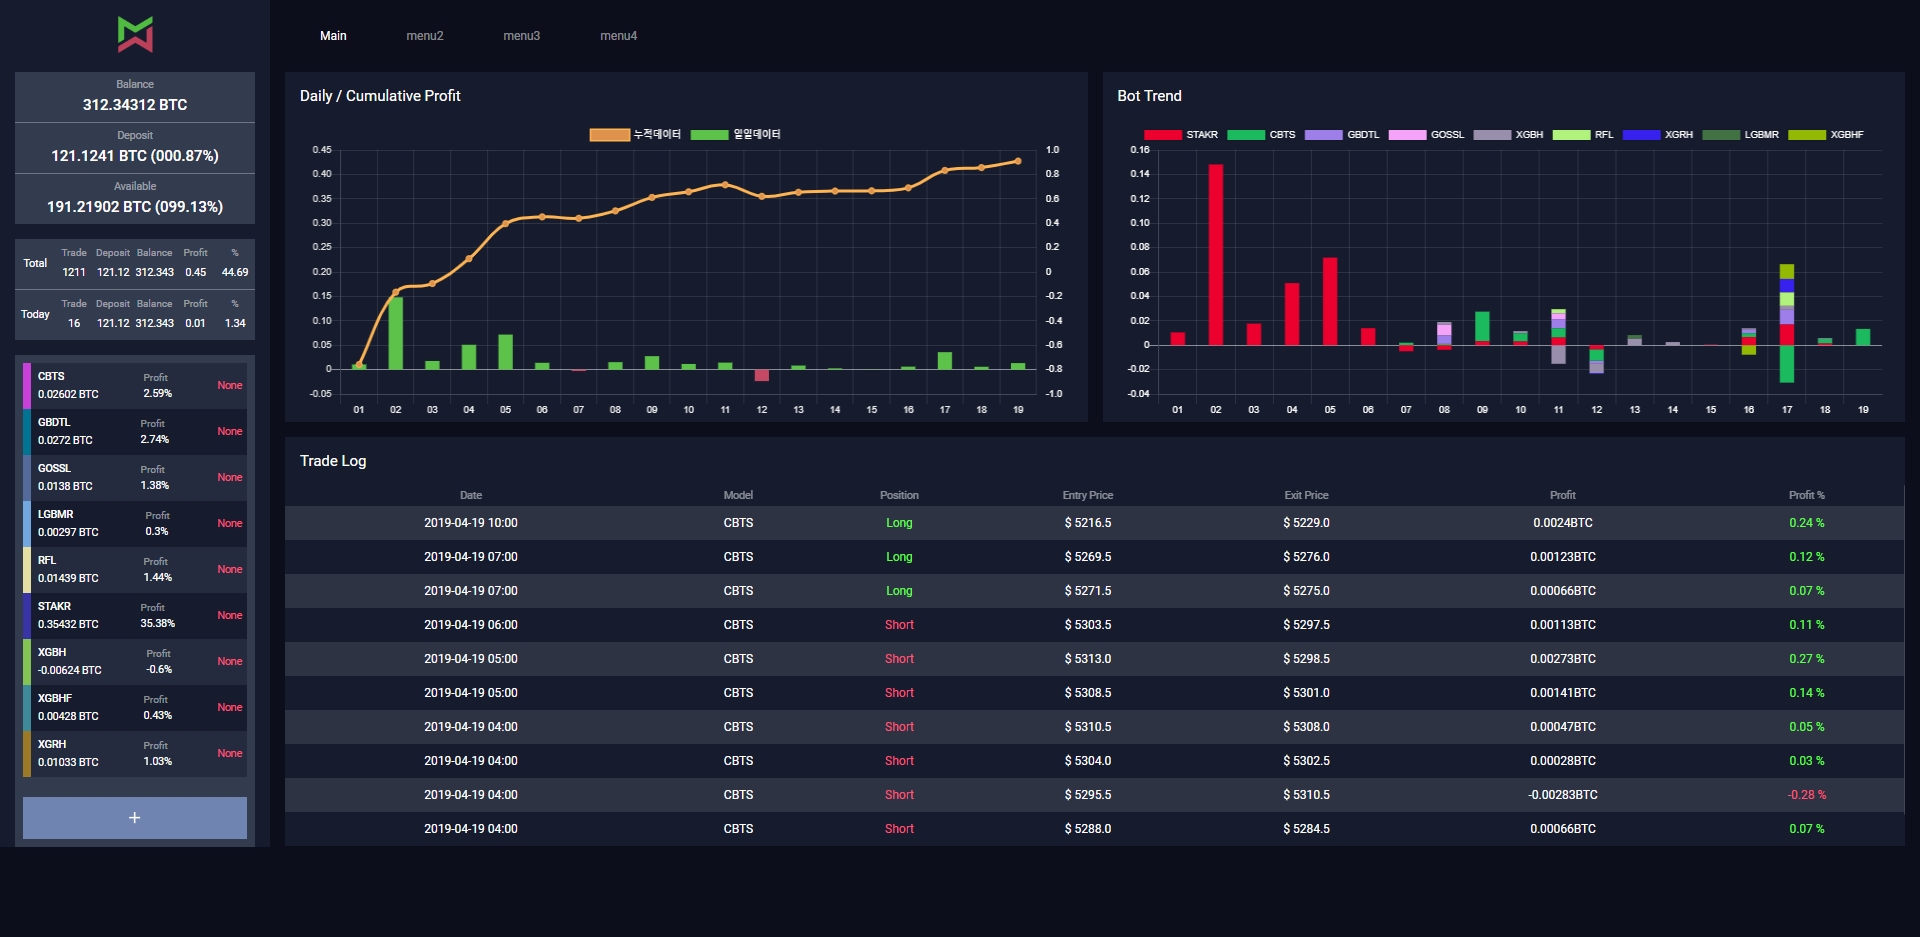 Balance
312.34312 BTC
Deposit
121.1241 BTC (000.87%)
Available
191.21902 BTC (099.13%)
Trade Deposit Balance Profit %
Total 1211 121.12 312.343 0.45 44.69
Trade Deposit Balance Profit %
Today 16 121.12 312.343 0.01 1.34
CBTS Profit None
0.02602 BTC 2.59%
GBDTL Profit None
0.0272 BTC 2.74%
GOSSL Profit None
0.0138 BTC 1.38%
LGBMR Profit None
0.00297 BTC 0.3%
RFL Profit None
0.01439 BTC 1.44%
STAKR Profit None
0.35432 BTC 35.38%
XGBH Profit None
-0.00624 BTC -0.6%
XGBHF Profit None
0.00428 BTC 0.43%
XGRH Profit None
0.01033 BTC 1.03%
+
Main menu2 menu3 menu4
Daily / Cumulative Profit
누적데이터 일일데이터
0.45 1.0
0.40 0.8
0.35 0.6
0.30 0.4
0.25 0.2
0.20 0
0.15 -0.2
0.10 -0.4
0.05 -0.6
0 -0.8
-0.05 -1.0
01 02 03 04 05 06 07 08 09 10 11 12 13 14 15 16 17 18 19
Bot Trend
STAKR CBTS GBDTL GOSSL XGBH RFL XGRH LGBMR XGBHF
0.16
0.14
0.12
0.10
0.08
0.06
0.04
0.02
0
-0.02
-0.04
01 02 03 04 05 06 07 08 09 10 11 12 13 14 15 16 17 18 19
Trade Log
Date Model Position Entry Price Exit Price Profit Profit %
2019-04-19 10:00 CBTS Long $ 5216.5 $ 5229.0 0.0024BTC 0.24 %
2019-04-19 07:00 CBTS Long $ 5269.5 $ 5276.0 0.00123BTC 0.12 %
2019-04-19 07:00 CBTS Long $ 5271.5 $ 5275.0 0.00066BTC 0.07 %
2019-04-19 06:00 CBTS Short $ 5303.5 $ 5297.5 0.00113BTC 0.11 %
2019-04-19 05:00 CBTS Short $ 5313.0 $ 5298.5 0.00273BTC 0.27 %
2019-04-19 05:00 CBTS Short $ 5308.5 $ 5301.0 0.00141BTC 0.14 %
2019-04-19 04:00 CBTS Short $ 5310.5 $ 5308.0 0.00047BTC 0.05 %
2019-04-19 04:00 CBTS Short $ 5304.0 $ 5302.5 0.00028BTC 0.03 %
2019-04-19 04:00 CBTS Short $ 5295.5 $ 5310.5 -0.00283BTC -0.28 %
2019-04-19 04:00 CBTS Short $ 5288.0 $ 5284.5 0.00066BTC 0.07 %